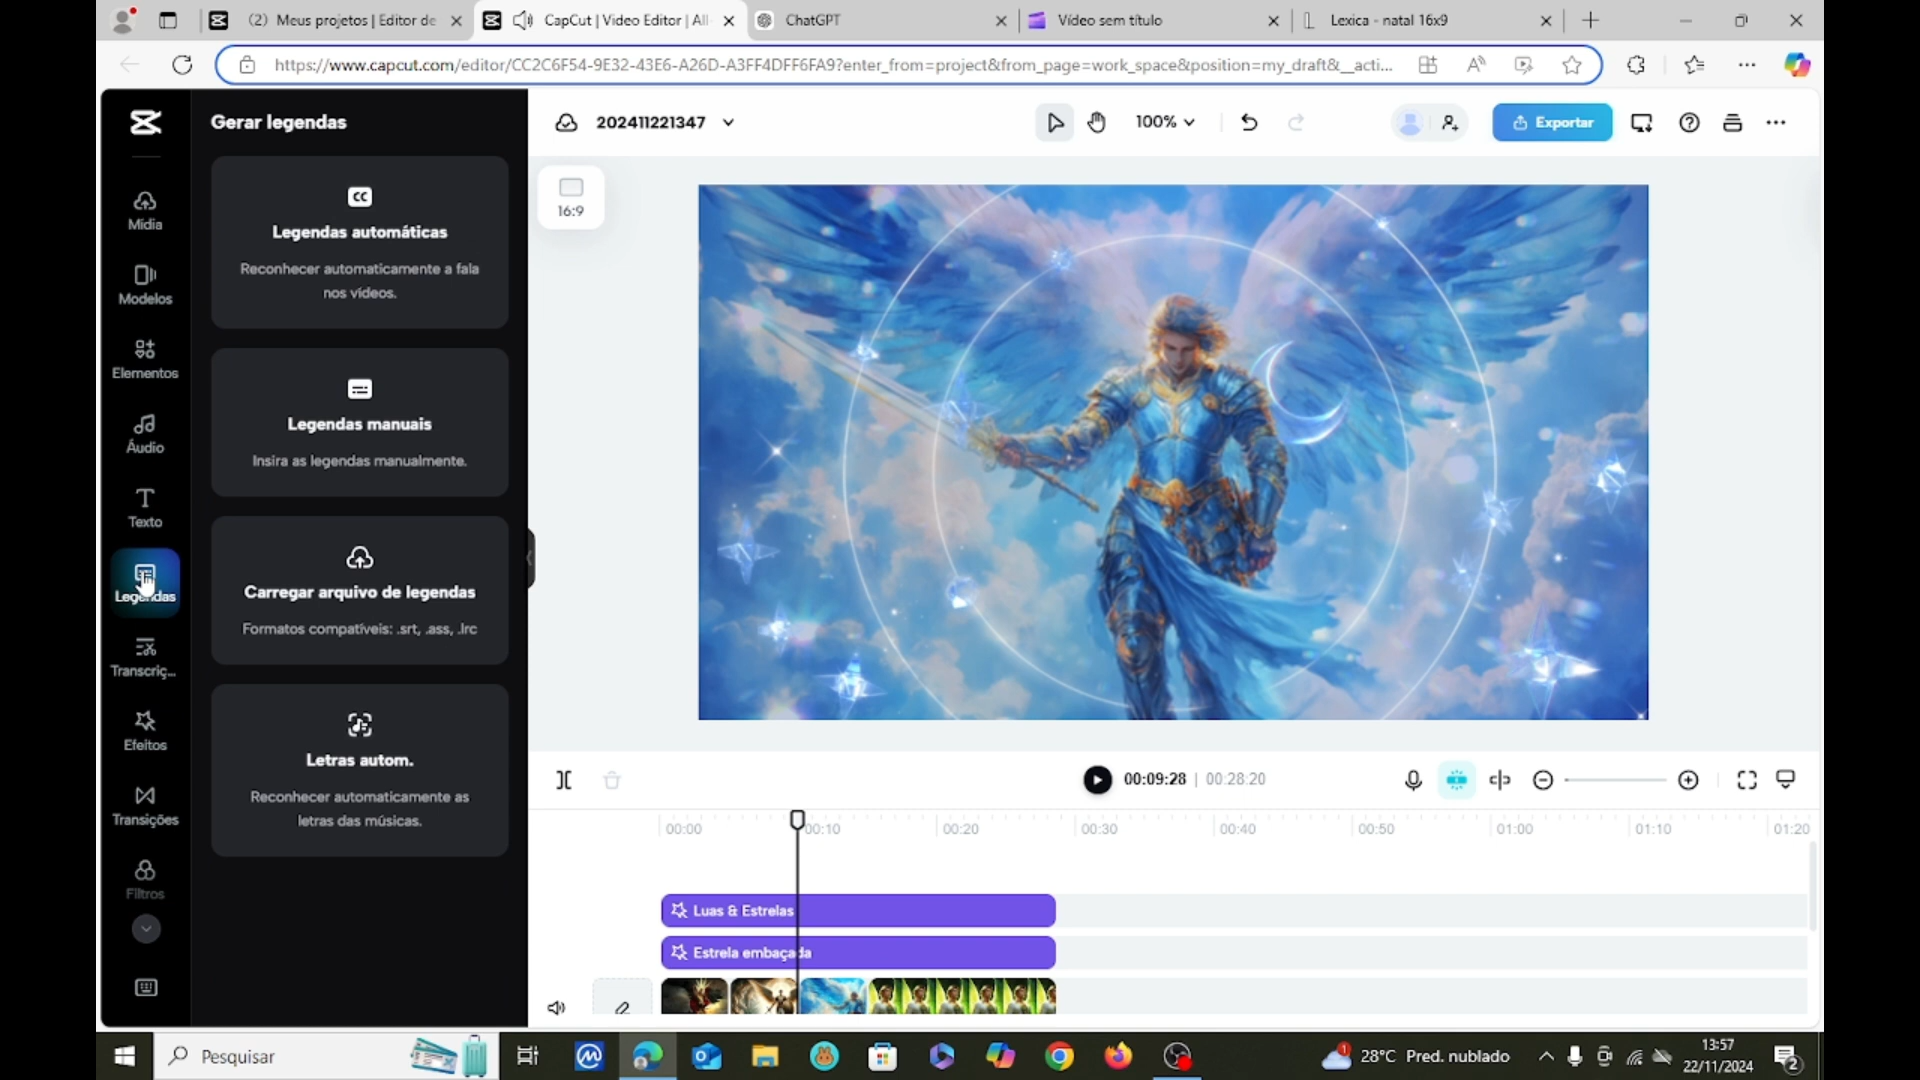 (2) Meus projetos | Editor de
CapCut | Video Editor | All
ChatGPT
Vídeo sem título
Lexica - natal 16x9
https://www.capcut.com/editor/CC2C6F54-9E32-43E6-A26D-A3FF4DFF6FA9?enter_from=project&from_page=work_space&position=my_draft&__acti...
Gerar legendas
202411221347
100%
Exportar
Mídia
Modelos
Elementos
Áudio
Texto
Legendas
Transcriç...
Efeitos
Transições
Filtros
CC
Legendas automáticas
Reconhecer automaticamente a fala
nos vídeos.
Legendas manuais
Insira as legendas manualmente.
Carregar arquivo de legendas
Formatos compatíveis: .srt, .ass, .lrc
Letras autom.
Reconhecer automaticamente as
letras das músicas.
16:9
00:09:28 | 00:28:20
00:00 00:10 00:20 00:30 00:40 00:50 01:00 01:10 01:20
Luas & Estrelas
Estrela embaçada
Pesquisar
1
28°C Pred. nublado
13:57
22/11/2024
2